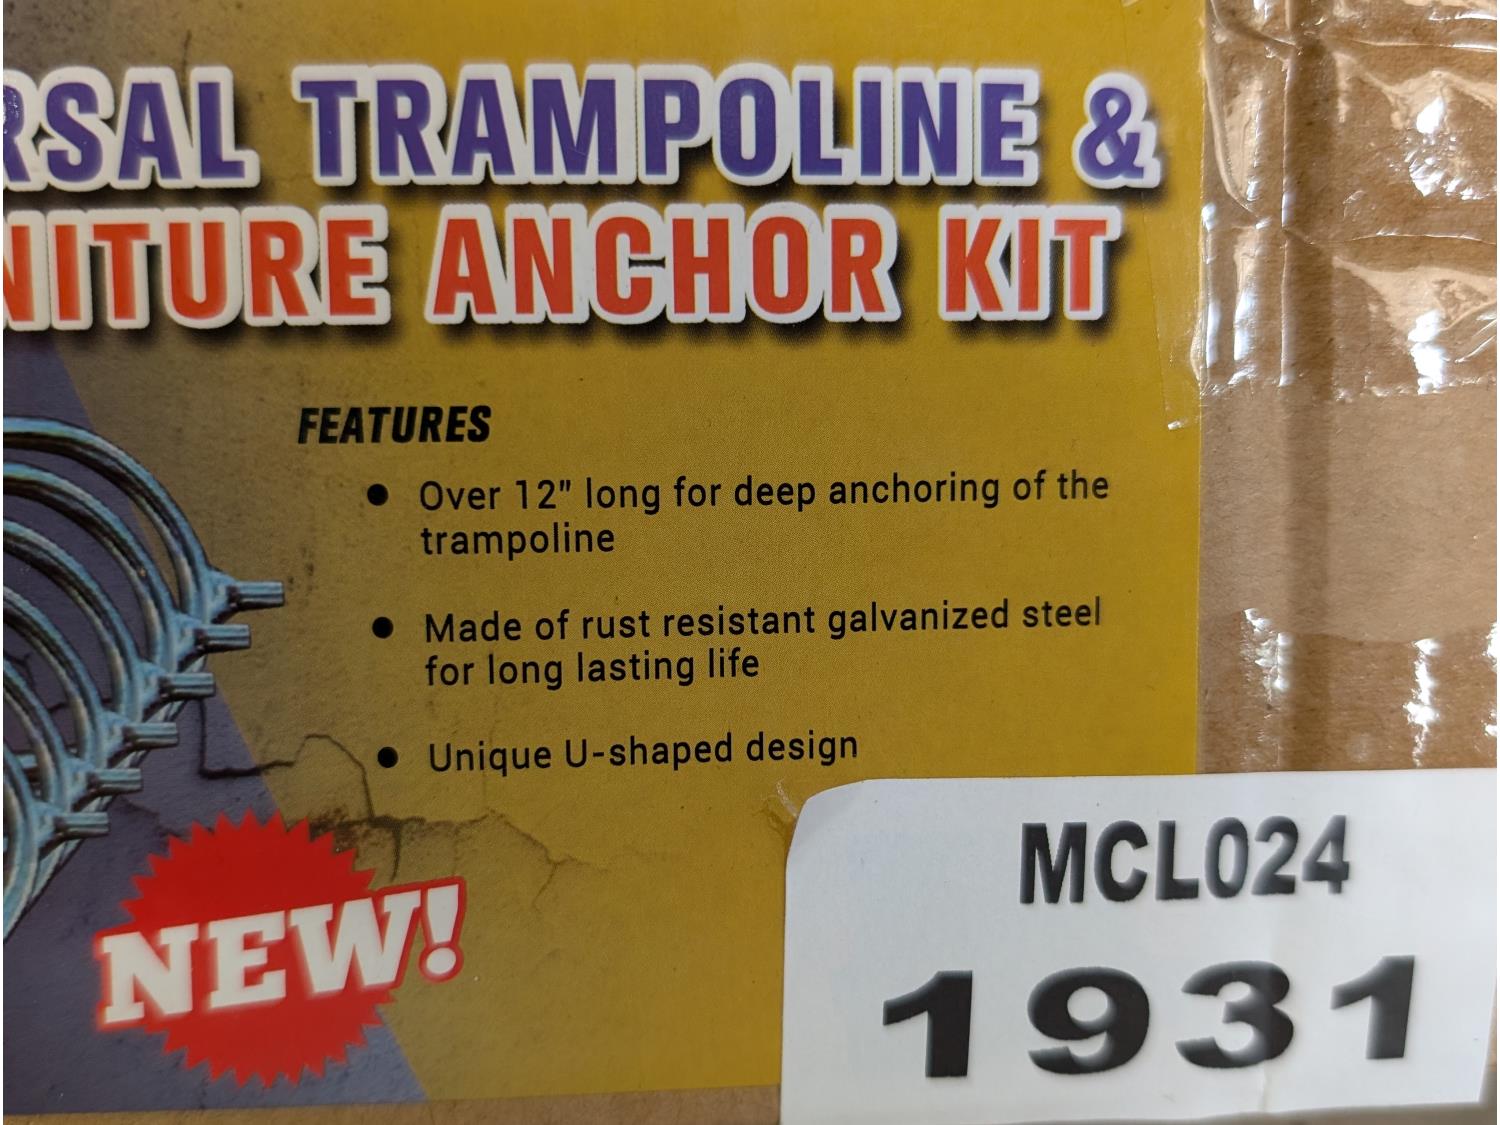 RSAL TRAMPOLINE &
NITURE ANCHOR KIT
FEATURES
● Over 12" long for deep anchoring of the
trampoline
● Made of rust resistant galvanized steel
for long lasting life
● Unique U-shaped design
NEW!
MCL024
1931